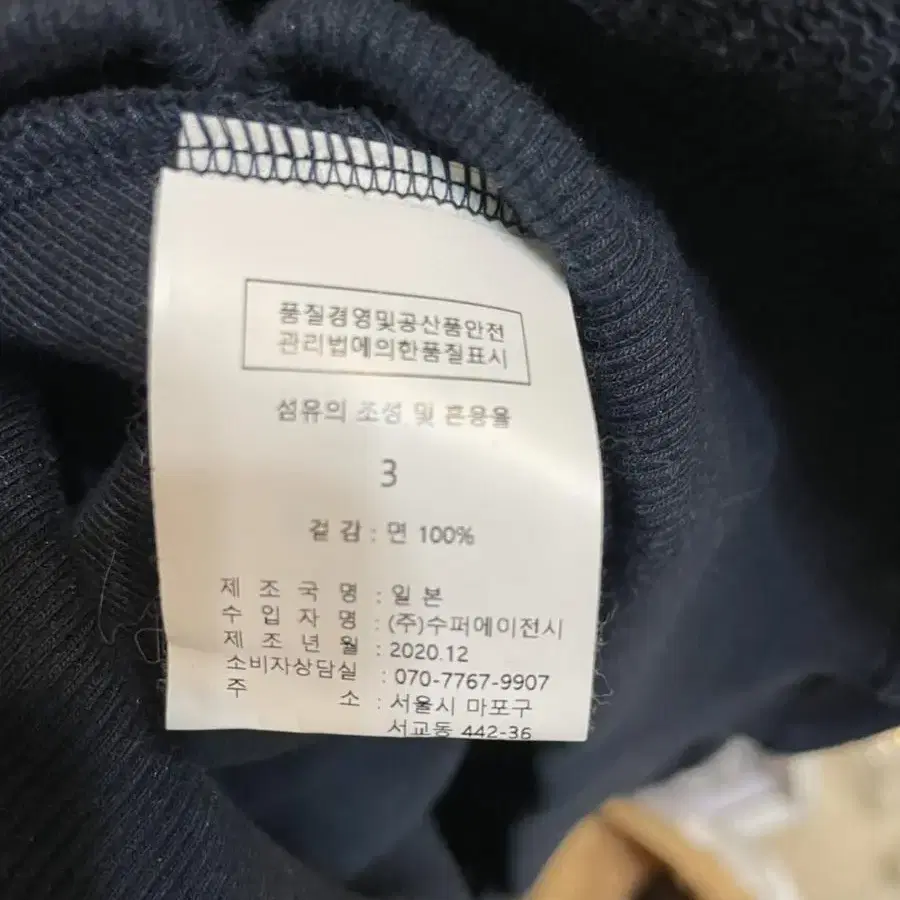 품질경영및공산품안전
관리법에의한품질표시
섬유의 조성 및 혼용율
3
겉 감 : 면 100%
제 조 국 명 : 일 본
수 입 자 명 : (주)수퍼에이전시
제 조 년 월 : 2020.12
소비자상담실 : 070-7767-9907
주 소 : 서울시 마포구
서교동 442-36